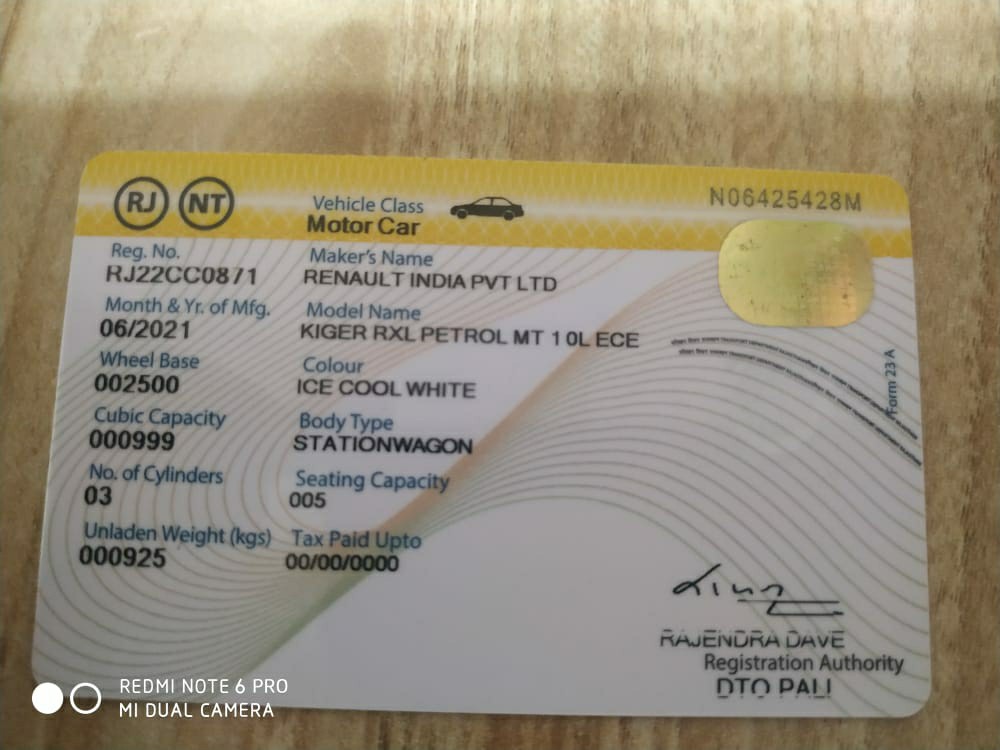 RJ NT
Vehicle Class
Motor Car
N06425428M
Reg. No.
RJ22CC0871
Maker's Name
RENAULT INDIA PVT LTD
Month & Yr. of Mfg.
06/2021
Model Name
KIGER RXL PETROL MT 1 0L ECE
Wheel Base
002500
Colour
ICE COOL WHITE
Form 23 A
Cubic Capacity
000999
Body Type
STATIONWAGON
No. of Cylinders
03
Seating Capacity
005
Unladen Weight (kgs)
000925
Tax Paid Upto
00/00/0000
RAJENDRA DAVE
Registration Authority
DTO PALI
REDMI NOTE 6 PRO
MI DUAL CAMERA